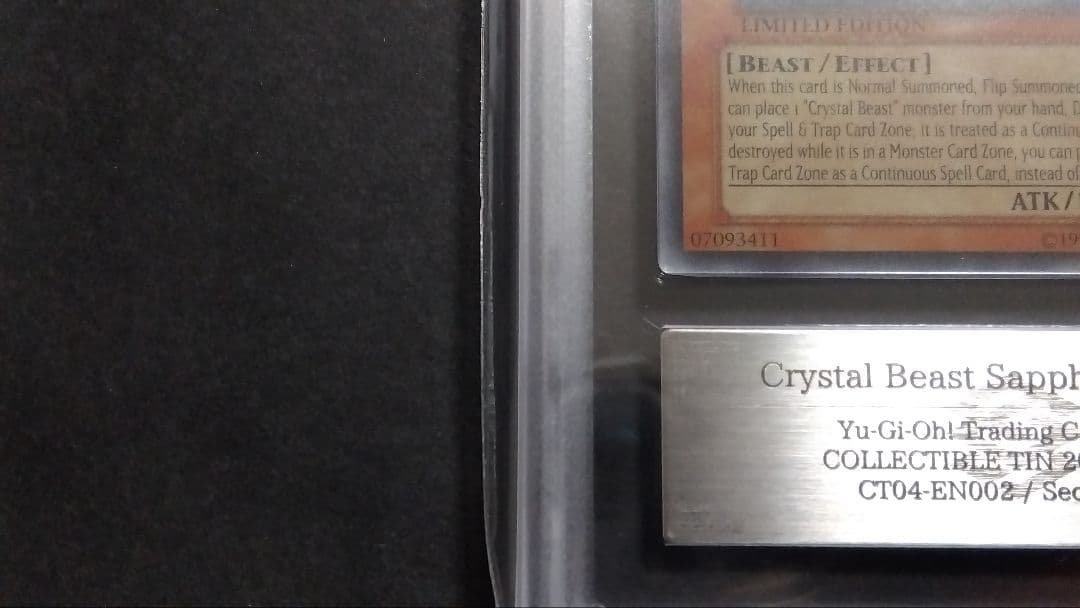 LIMITED EDITION
[BEAST/EFFECT]
When this card is Normal Summoned, Flip Summoned
can place 1 "Crystal Beast" monster from your hand,
your Spell & Trap Card Zone; it is treated as a
destroyed while it is in a Monster Card Zone, you can
Trap Card Zone as a Continuous Spell Card, instead of
ATK/
07093411 ©19
Crystal Beast Sapph
Yu-Gi-Oh! Trading C
COLLECTIBLE TIN 20
CT04-EN002 / Sec